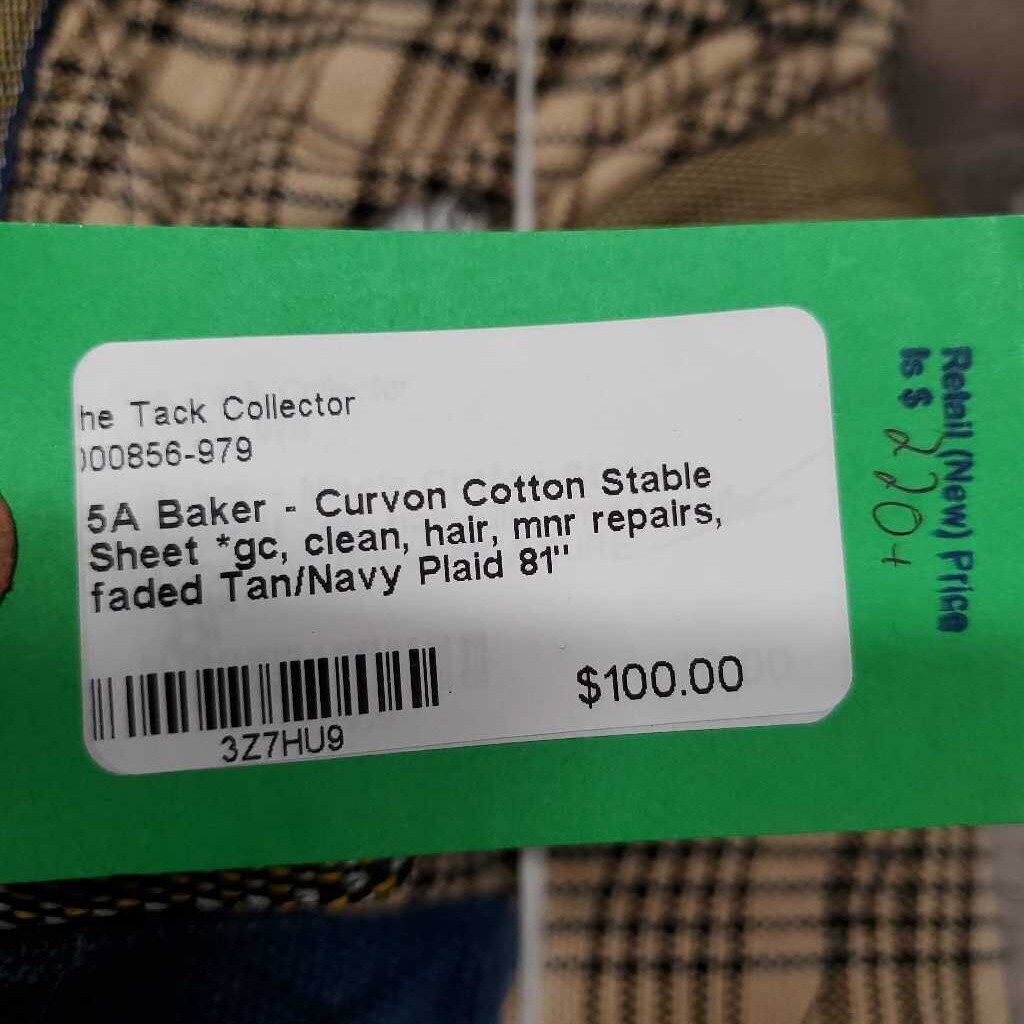 he Tack Collector
000856-979
5A Baker - Curvon Cotton Stable
Sheet *gc, clean, hair, mnr repairs,
faded Tan/Navy Plaid 81"
3Z7HU9
$100.00
Retail (New) Price
Is $ 220+